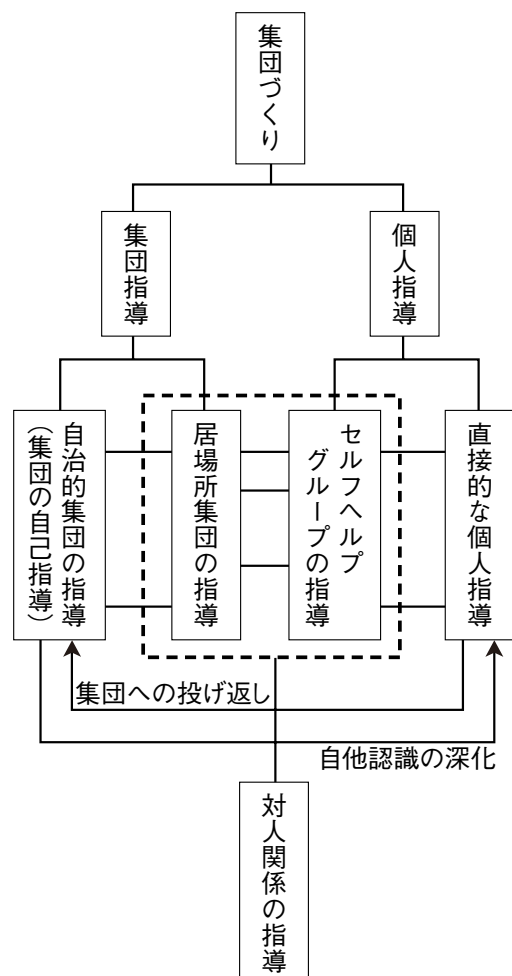 集団づくり
集団指導
個人指導
自治的集団の指導
（集団の自己指導）
居場所集団の指導
セルフヘルプ
グループの指導
直接的な個人指導
集団への投げ返し
自他認識の深化
対人関係の指導